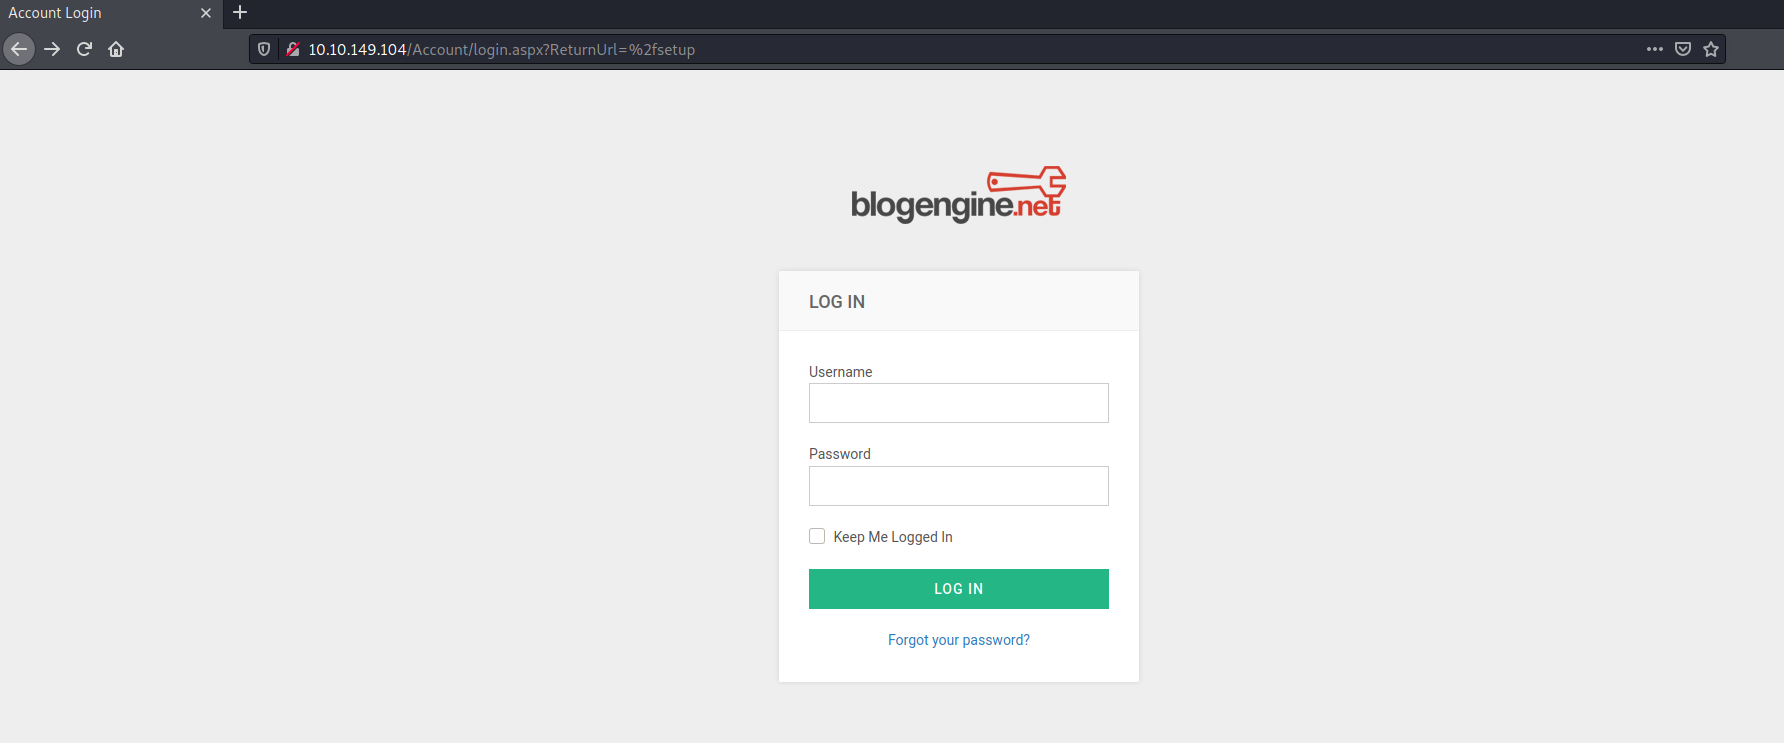 Account Login
10.10.149.104/Account/login.aspx?ReturnUrl=%2fsetup
blogengine.net
LOG IN
Username
Password
Keep Me Logged In
LOG IN
Forgot your password?